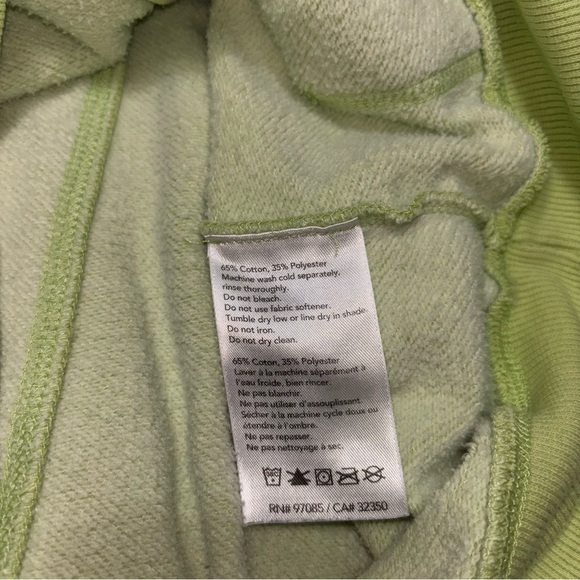 65% Cotton, 35% Polyester
Machine wash cold separately,
rinse thoroughly.
Do not bleach.
Do not use fabric softener.
Tumble dry low or line dry in shade.
Do not iron.
Do not dry clean.
65% Coton, 35% Polyester
Laver à la machine séparément à
l'eau froide, bien rincer.
Ne pas blanchir.
Ne pas utiliser d'assouplissant.
Sécher à la machine cycle doux ou
étendre à l'ombre.
Ne pas repasser.
Ne pas nettoyage à sec.
RN# 97085 / CA# 32350